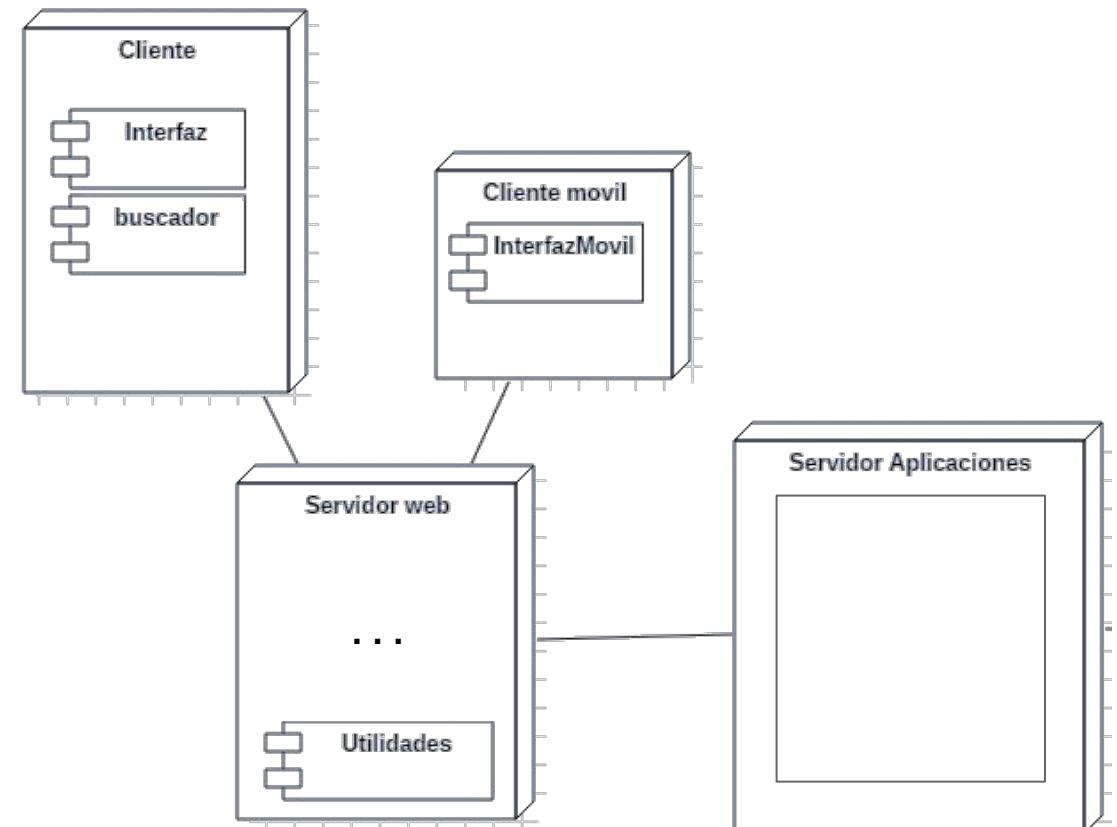 Cliente
Interfaz
buscador
Cliente movil
InterfazMovil
Servidor web
...
Utilidades
Servidor Aplicaciones